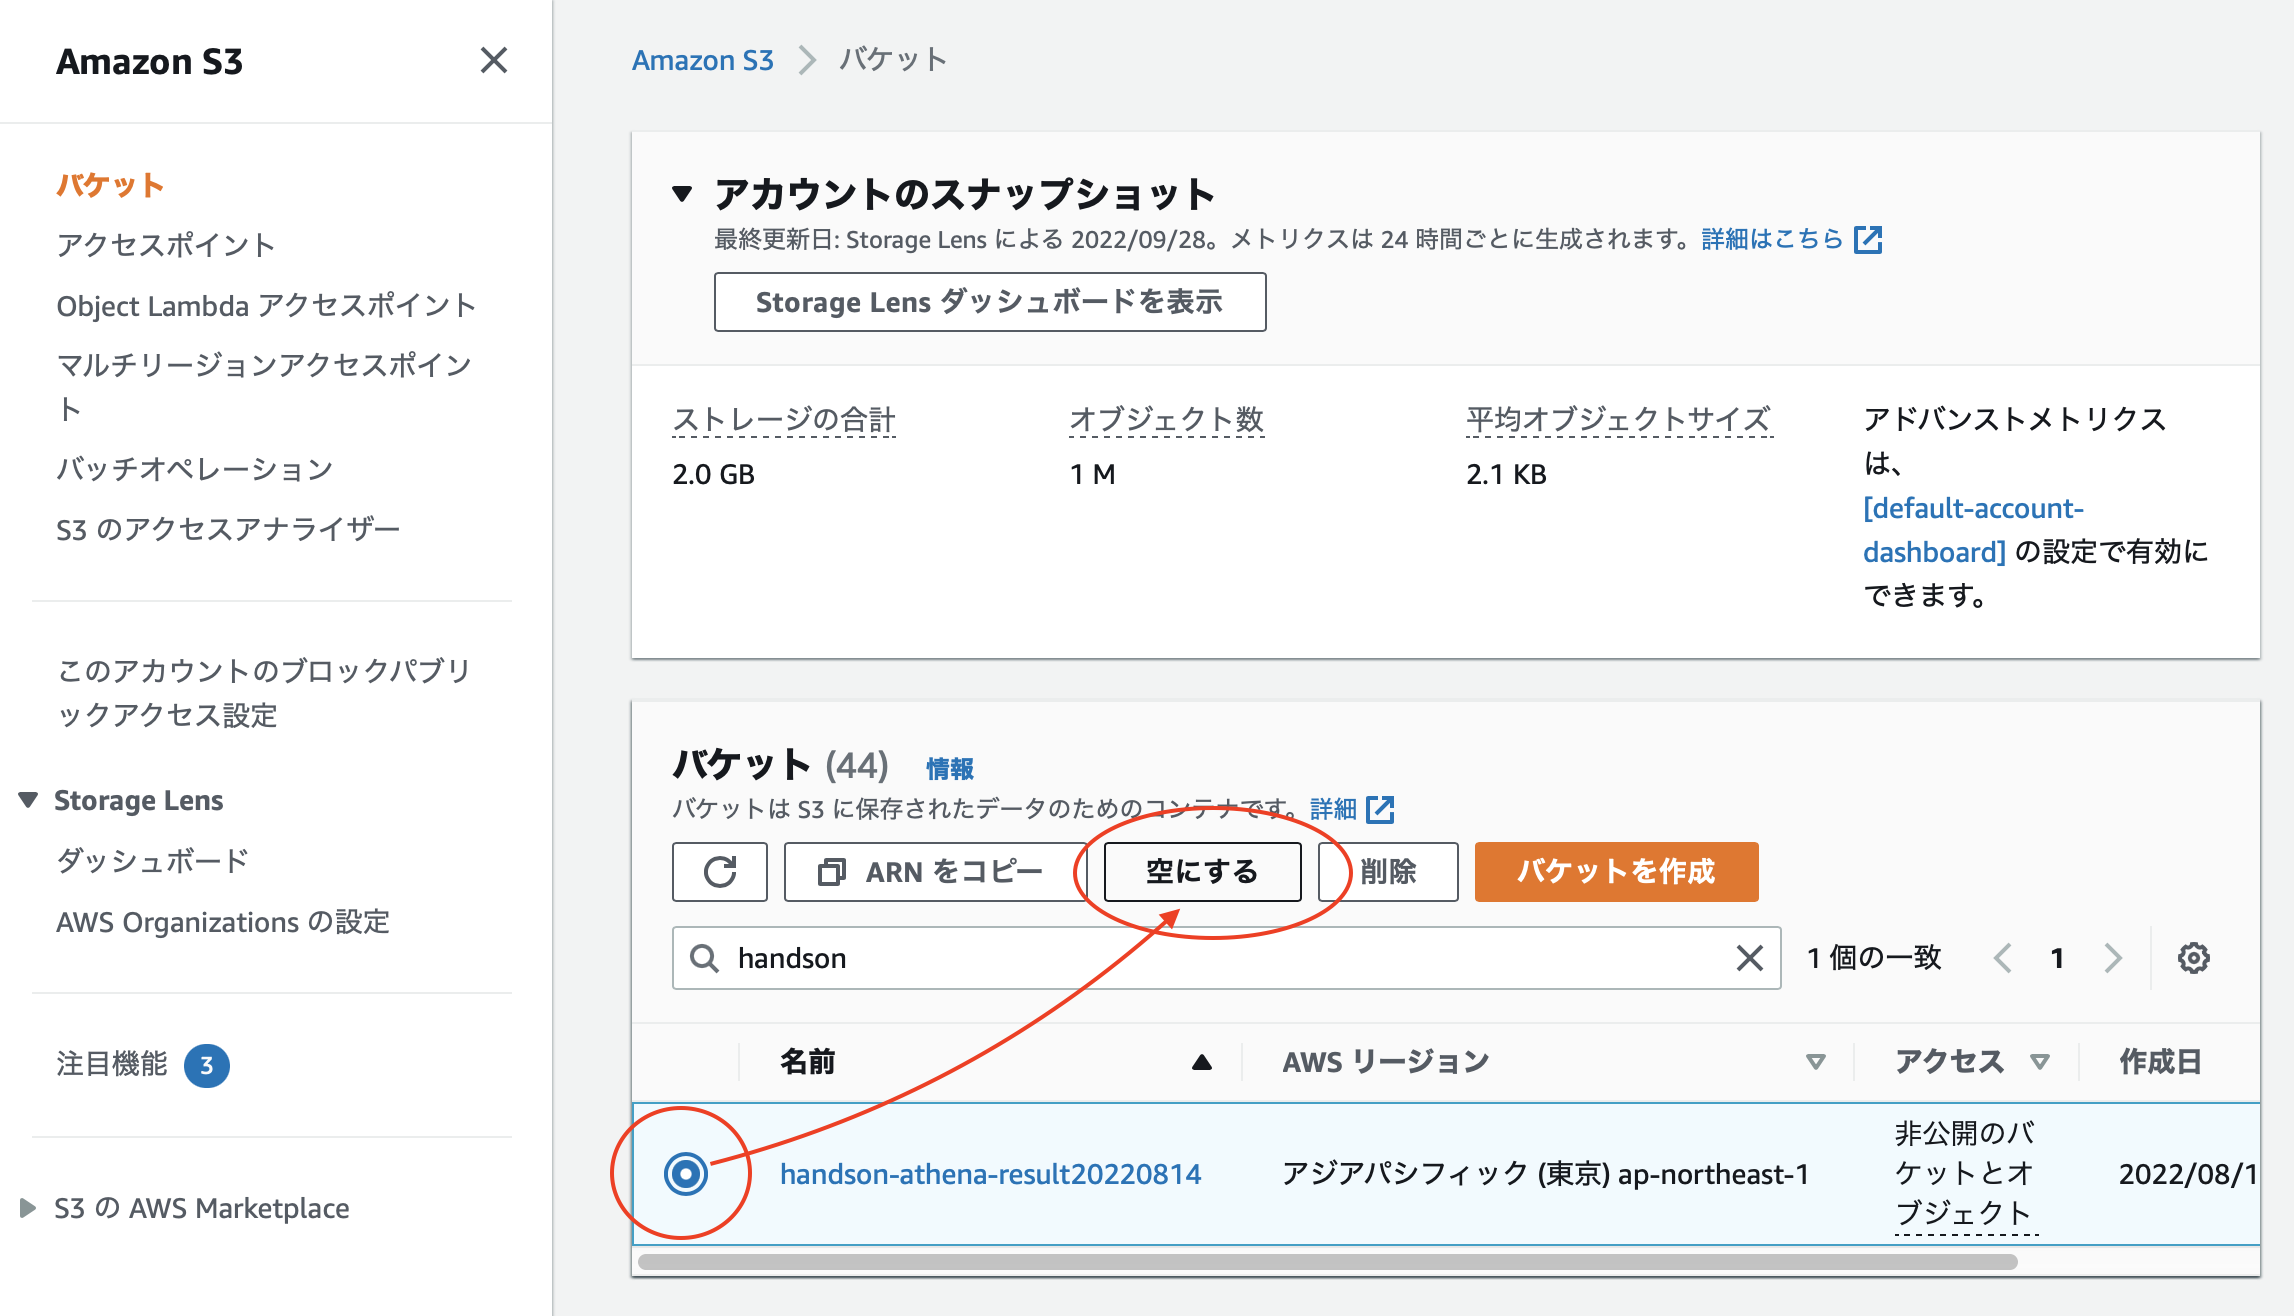 Amazon S3
バケット
アクセスポイント
Object Lambda アクセスポイント
マルチリージョンアクセスポイン
ト
バッチオペレーション
S3 のアクセスアナライザー
このアカウントのブロックパブリ
ックアクセス設定
Storage Lens
ダッシュボード
AWS Organizations の設定
注目機能 3
S3 の AWS Marketplace
Amazon S3 バケット
アカウントのスナップショット
最終更新日: Storage Lens による 2022/09/28。メトリクスは 24 時間ごとに生成されます。詳細はこちら
Storage Lens ダッシュボードを表示
ストレージの合計
2.0 GB
オブジェクト数
1 M
平均オブジェクトサイズ
2.1 KB
アドバンストメトリクス
は、
[default-account-
dashboard] の設定で有効に
できます。
バケット (44) 情報
バケットは S3 に保存されたデータのためのコンテナです。詳細
ARN をコピー 空にする 削除 バケットを作成
handson 1 個の一致 1
名前 AWS リージョン アクセス 作成日
handson-athena-result20220814 アジアパシフィック (東京) ap-northeast-1
非公開のバ
ケットとオ
ブジェクト
2022/08/1